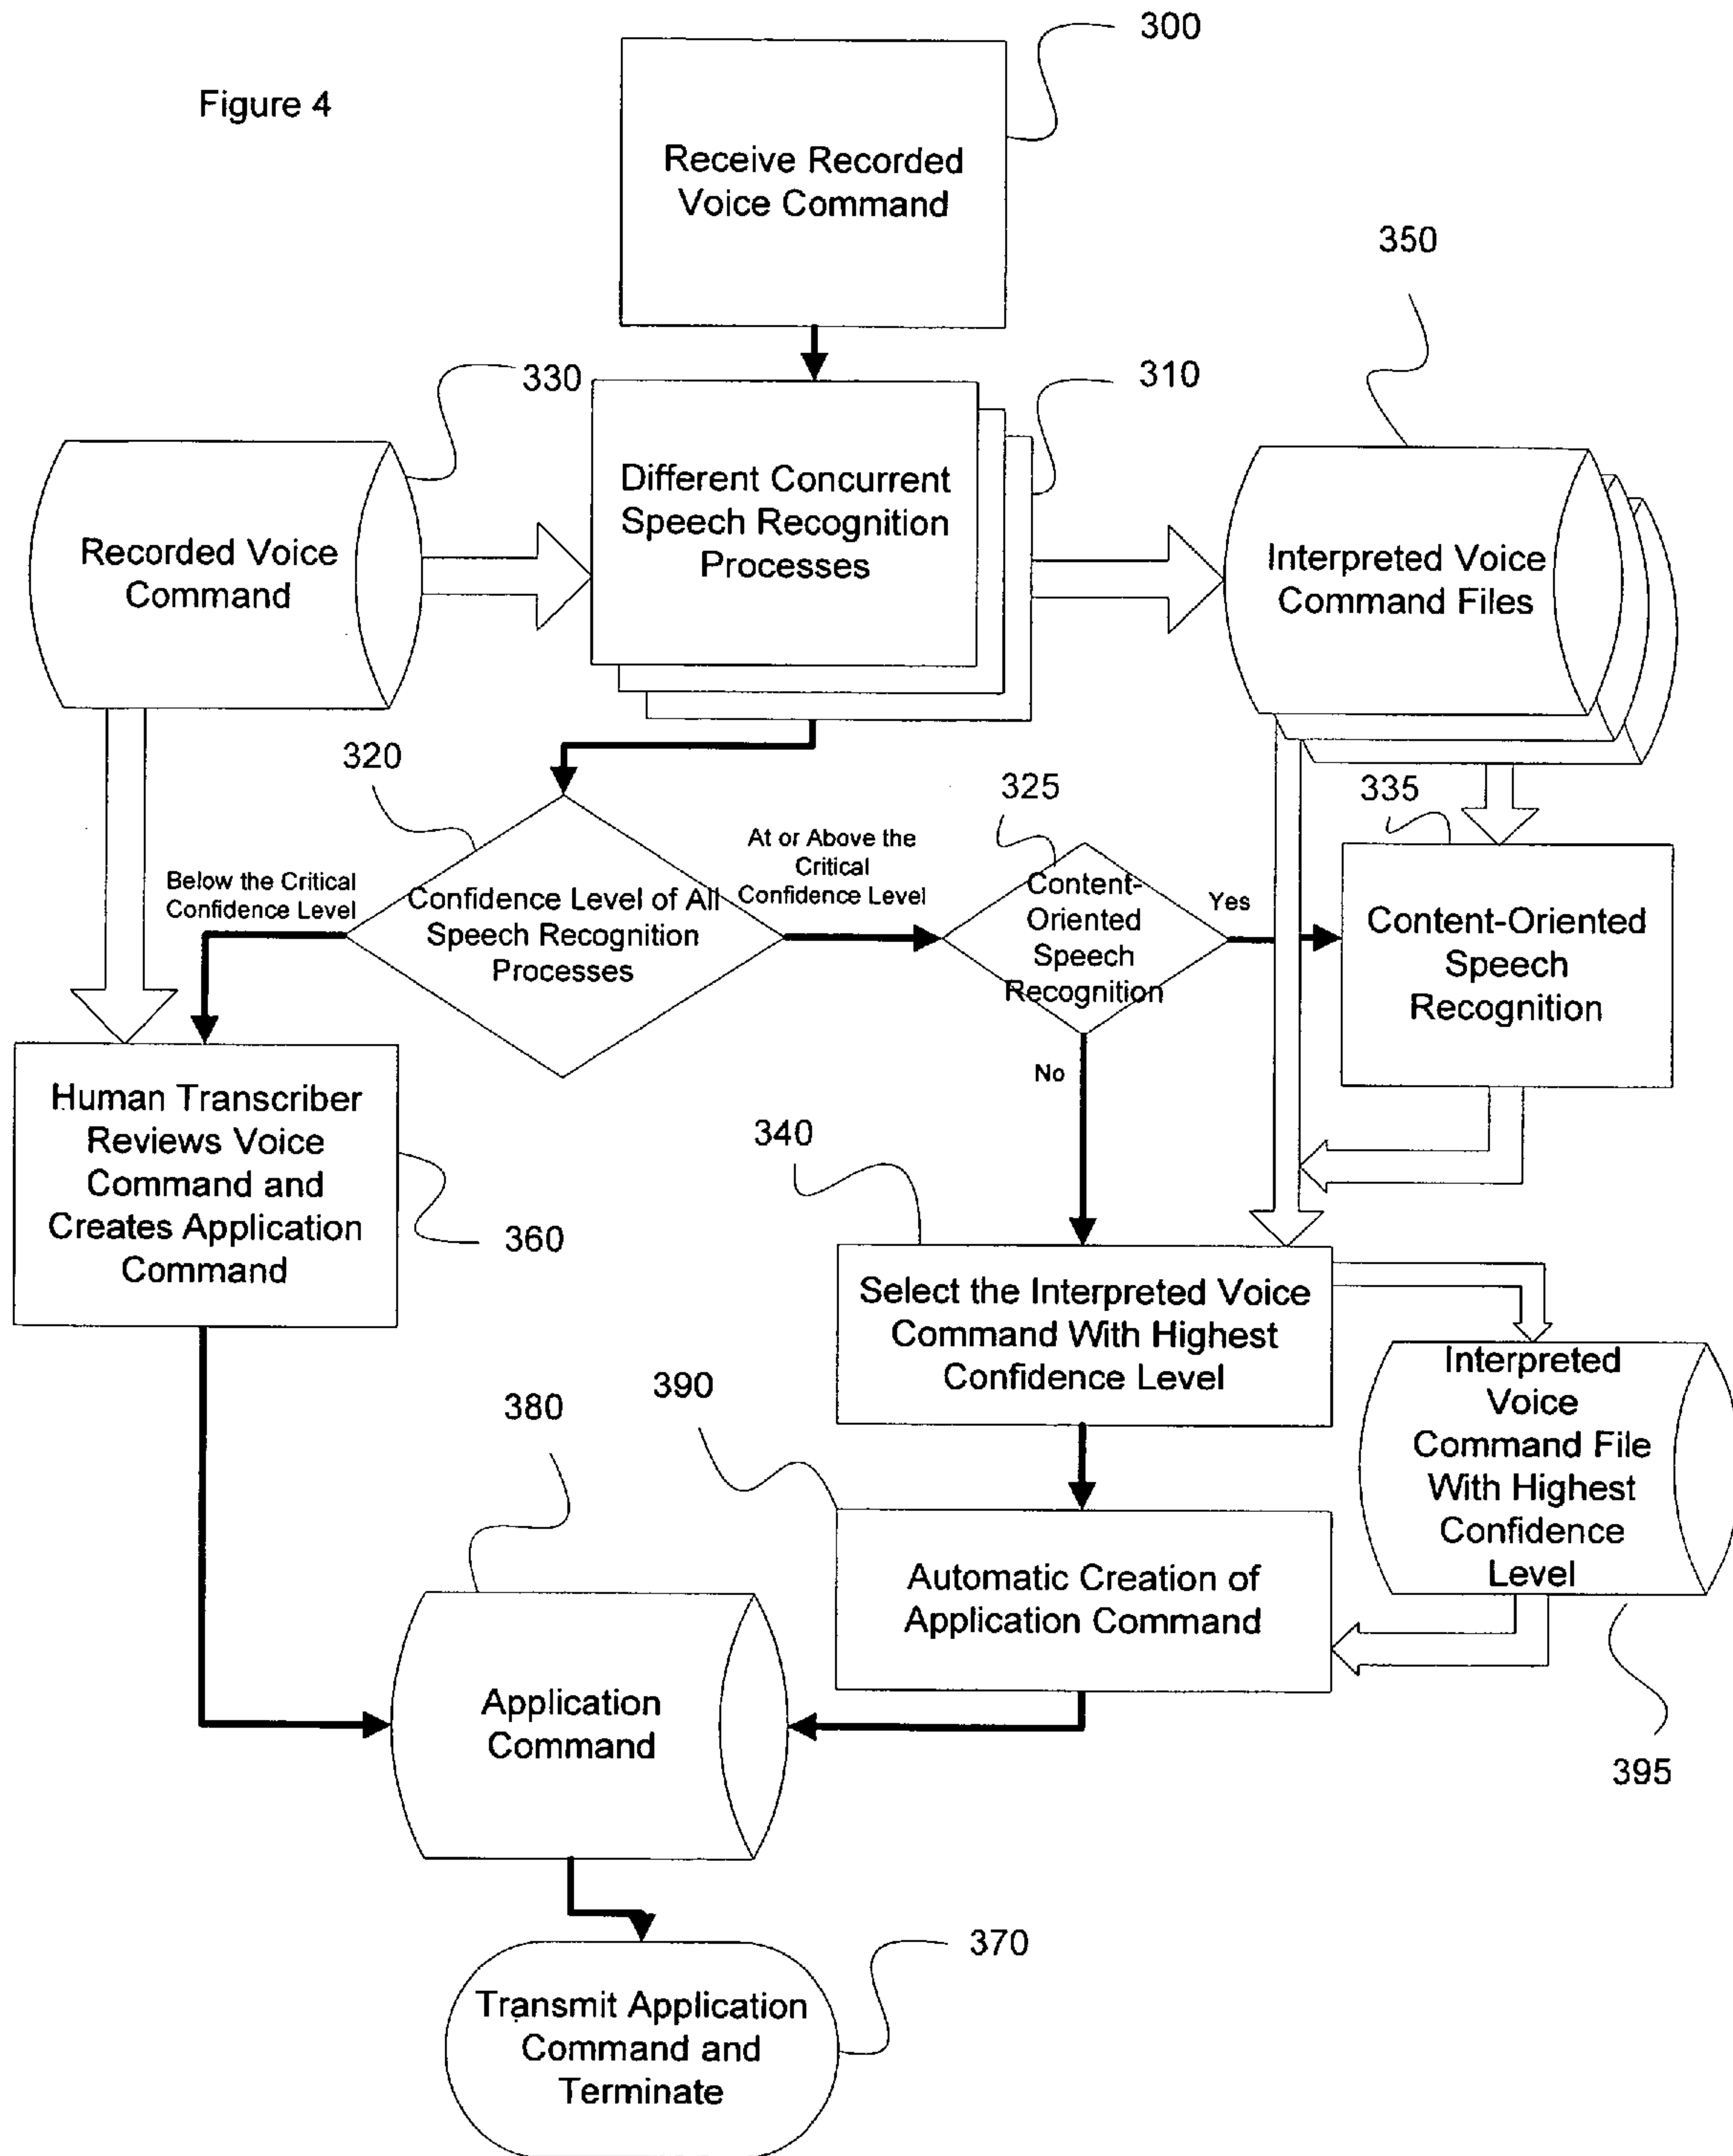 Figure 4
300
Receive Recorded
Voice Command
350
330
310
Recorded Voice
Command
Different Concurrent
Speech Recognition
Processes
Interpreted Voice
Command Files
320
325
335
Below the Critical
Confidence Level
Confidence Level of All
Speech Recognition
Processes
At or Above the
Critical
Confidence Level
Content-
Oriented
Speech
Recognition
Yes
Content-Oriented
Speech
Recognition
No
Human Transcriber
Reviews Voice
Command and
Creates Application
Command
360
340
Select the Interpreted Voice
Command With Highest
Confidence Level
Interpreted
Voice
Command File
With Highest
Confidence
Level
390
380
Automatic Creation of
Application Command
Application
Command
395
370
Transmit Application
Command and
Terminate